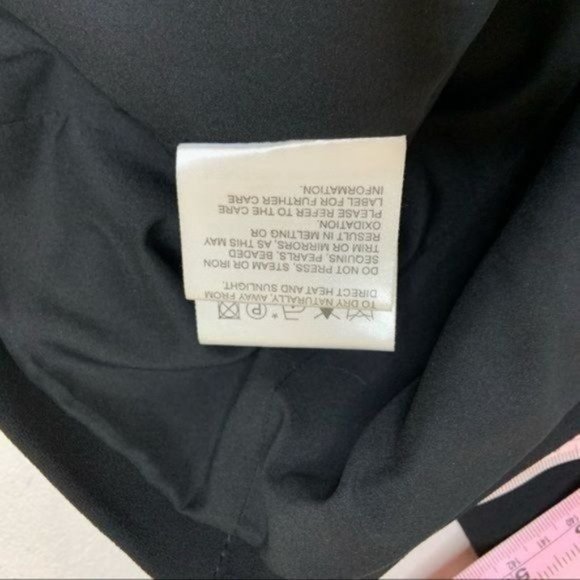 TO DRY NATURALLY, AWAY FROM
DIRECT HEAT AND SUNLIGHT.
DO NOT PRESS, STEAM OR IRON
SEQUINS, PEARLS, BEADED
TRIM OR MIRRORS, AS THIS MAY
RESULT IN MELTING OR
OXIDATION.
PLEASE REFER TO THE CARE
LABEL FOR FURTHER CARE
INFORMATION.
P
*
141
142